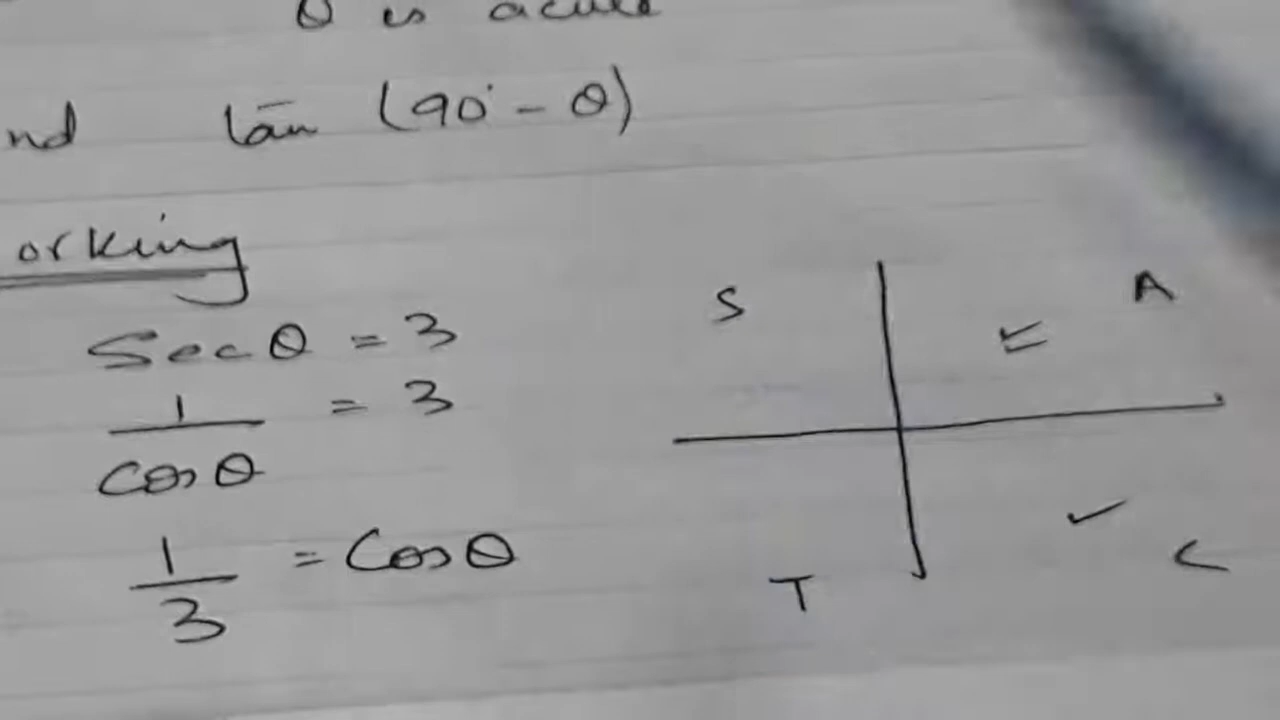 θ is acute
nd tan (90° - θ)
orking
Sec θ = 3
1/cos θ = 3
1/3 = Cos θ
S A
T C